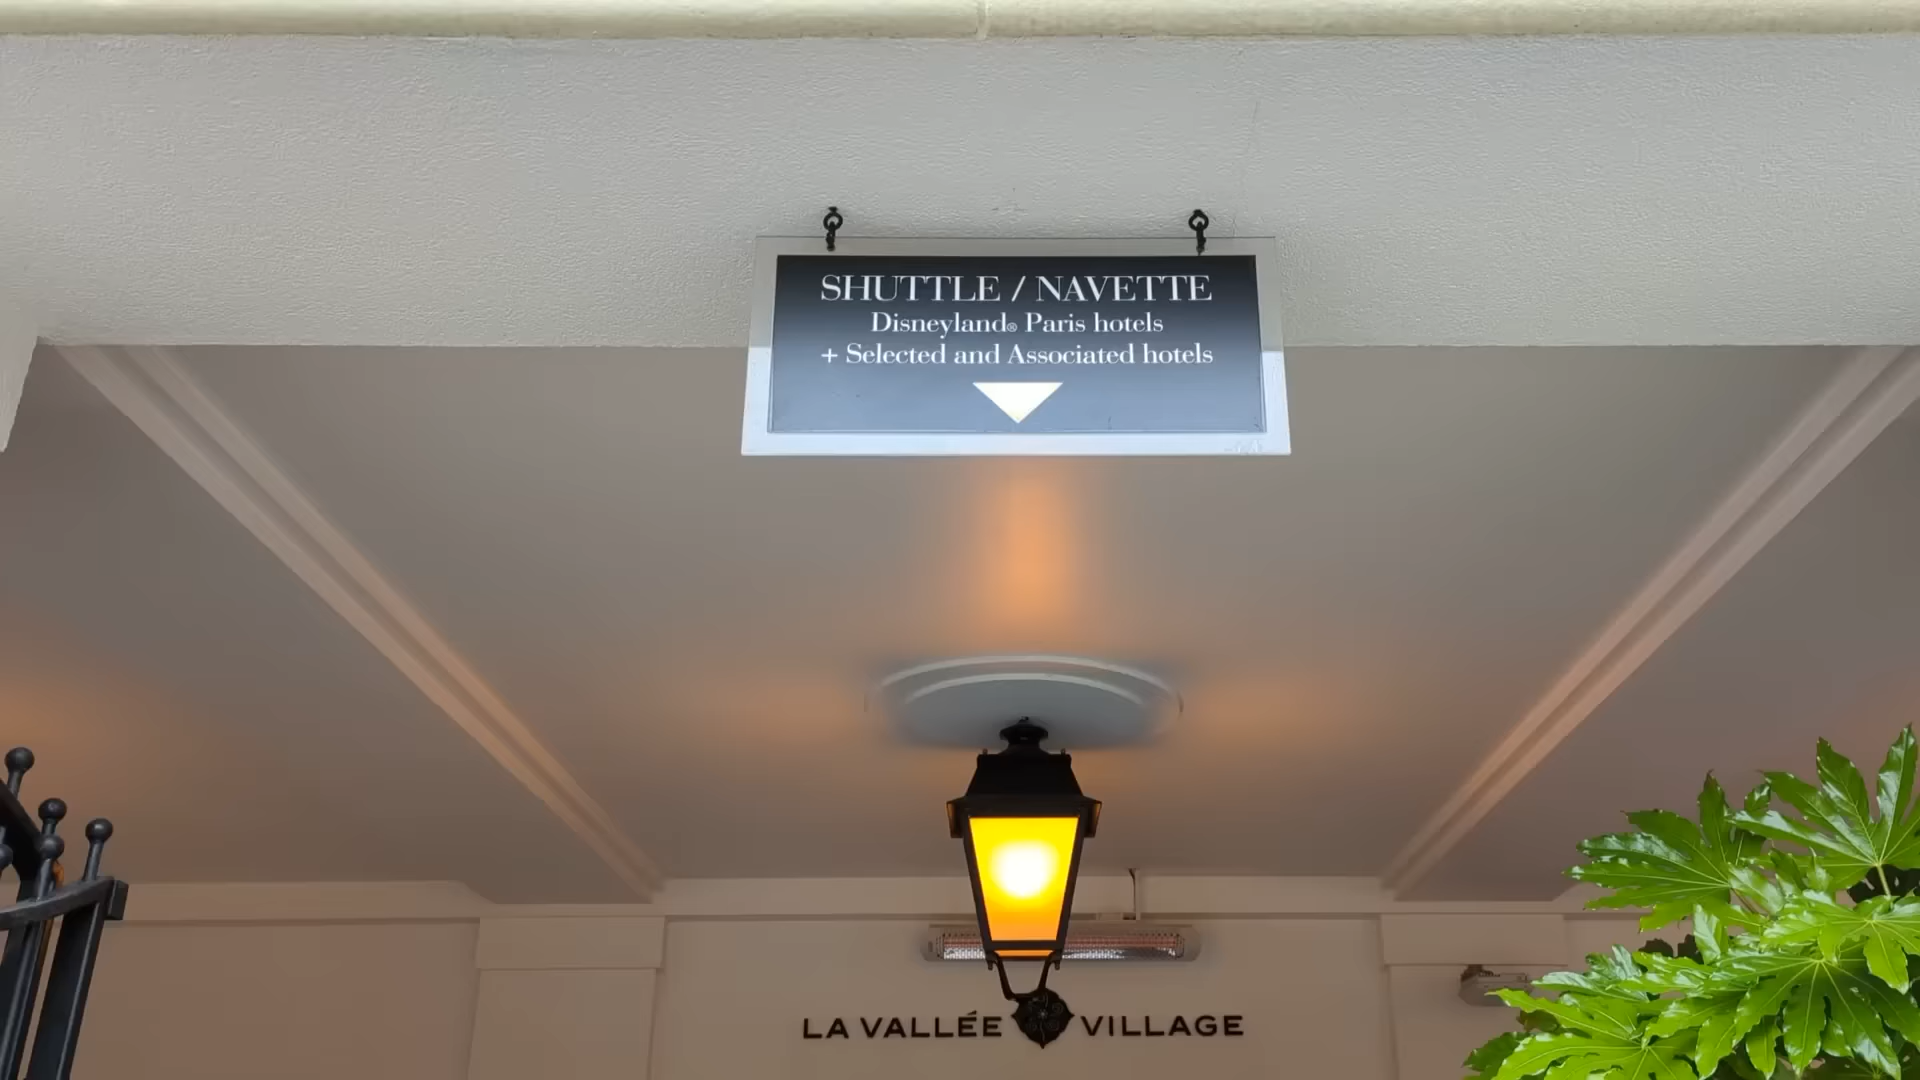 SHUTTLE / NAVETTE
Disneyland® Paris hotels
+ Selected and Associated hotels
LA VALLÉE VILLAGE